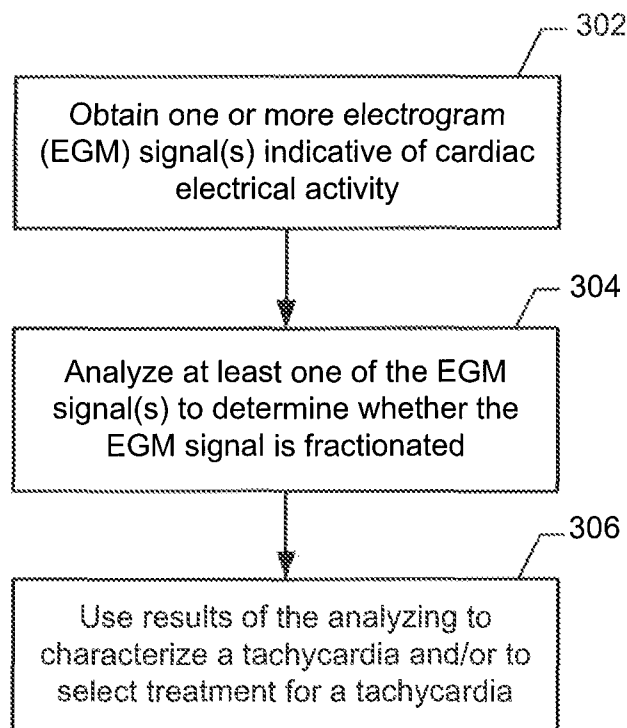 302
Obtain one or more electrogram
(EGM) signal(s) indicative of cardiac
electrical activity
304
Analyze at least one of the EGM
signal(s) to determine whether the
EGM signal is fractionated
306
Use results of the analyzing to
characterize a tachycardia and/or to
select treatment for a tachycardia